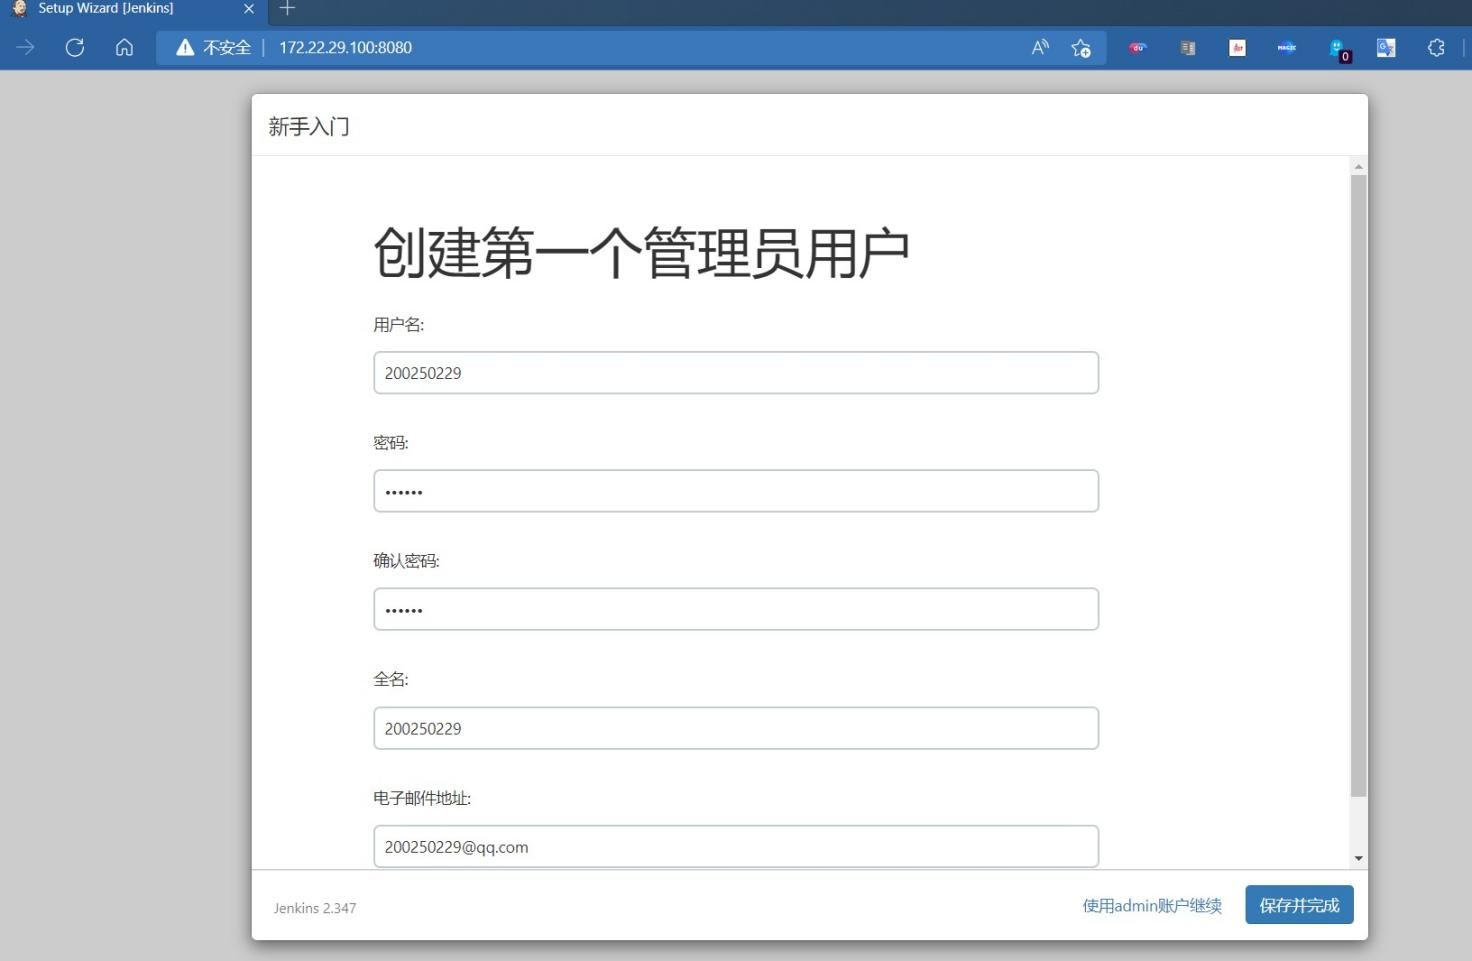 Setup Wizard [Jenkins]
不安全
172.22.29.100:8080
新手入门
创建第一个管理员用户
用户名:
200250229
密码:
••••••
确认密码:
••••••
全名:
200250229
电子邮件地址:
200250229@qq.com
Jenkins 2.347
使用admin账户继续
保存并完成